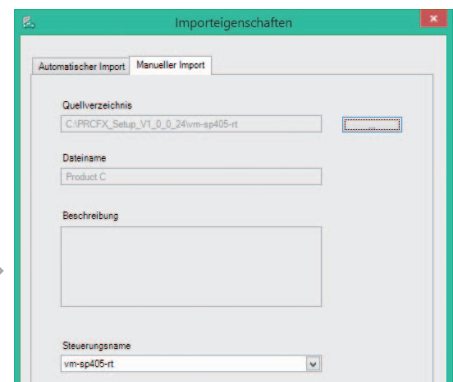 Importeigenschaften
Automatischer Import Manueller Import
Quellverzeichnis
C:\PRCFX_Setup_V1_0_0_24\vm-sp405-rt
...
Dateiname
Product C
Beschreibung
Steuerungsname
vm-sp405-rt